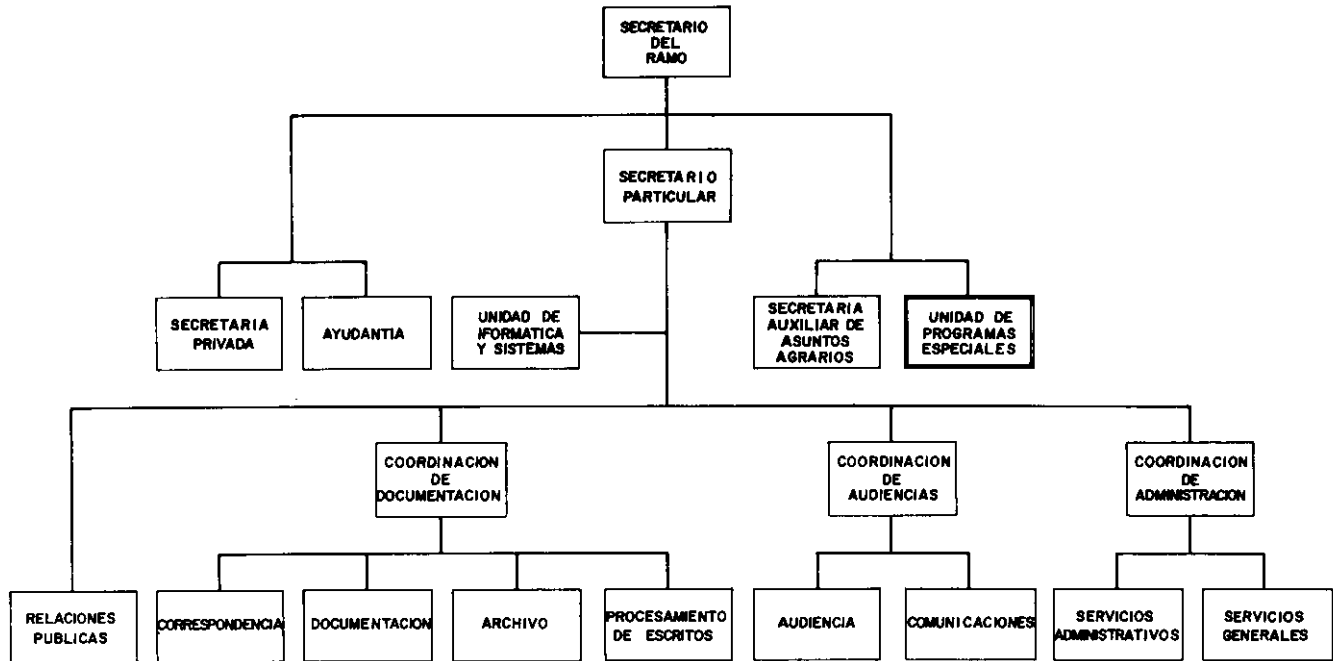 SECRETARIO
DEL
RAMO
SECRETARIO
PARTICULAR
SECRETARIA
PRIVADA
AYUDANTIA
UNIDAD DE
INFORMATICA
Y SISTEMAS
SECRETARIA
AUXILIAR DE
ASUNTOS
AGRARIOS
UNIDAD DE
PROGRAMAS
ESPECIALES
COORDINACION
DE
DOCUMENTACION
COORDINACION
DE
AUDIENCIAS
COORDINACION
DE
ADMINISTRACION
RELACIONES
PUBLICAS
CORRESPONDENCIA
DOCUMENTACION
ARCHIVO
PROCESAMIENTO
DE ESCRITOS
AUDIENCIA
COMUNICACIONES
SERVICIOS
ADMINISTRATIVOS
SERVICIOS
GENERALES